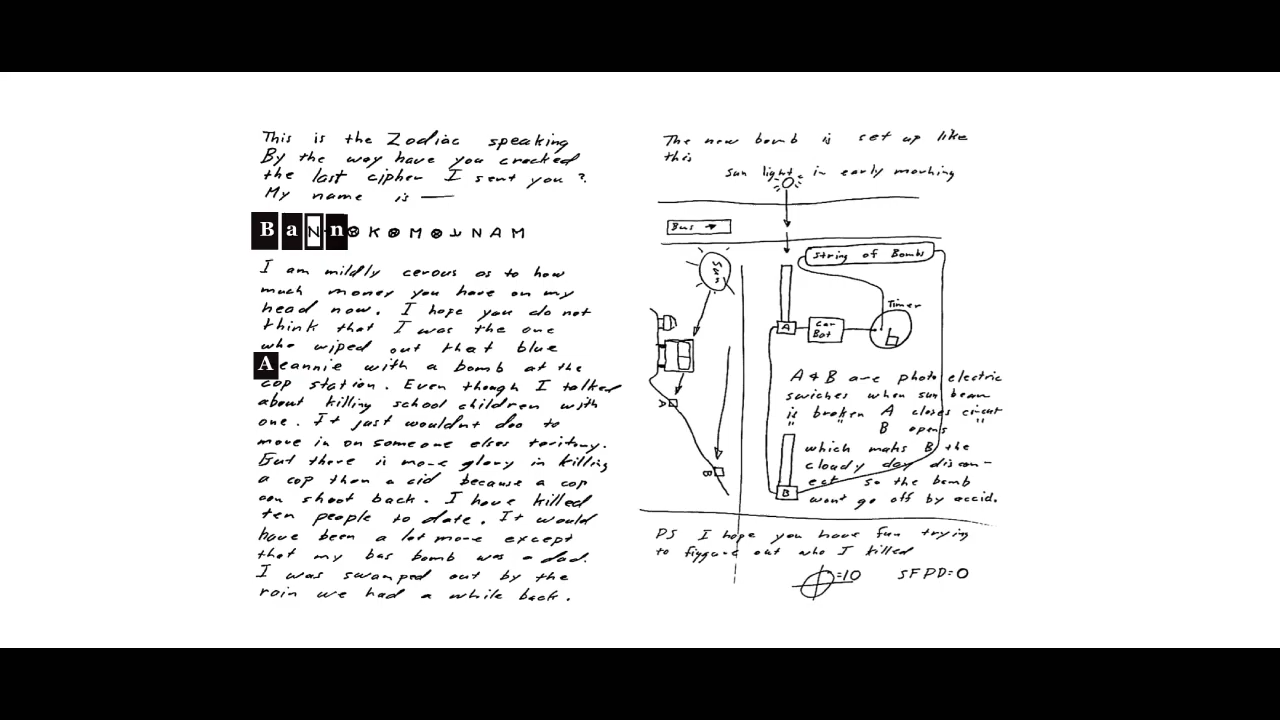 This is the Zodiac speaking
By the way have you cracked
the last cipher I sent you?
My name is —
B a N n ⊗ K ⊗ M ⊗ N A M
I am mildly cerous as to how
much money you have on my
head now. I hope you do not
think that I was the one
who wiped out that blue
A eannie with a bomb at the
cop station. Even though I talked
about killing school children with
one. It just wouldnt doo to
move in on someone elses teritory.
But there is more glory in killing
a cop than a cid because a cop
can shoot back. I have killed
ten people to date. It would
have been a lot more except
that my bas bomb was a dad.
I was swamped out by the
rain we had a while back.
The new bomb is set up like
this
sun light in early morning
Bus
Sun
String of Bombs
Timer
A
Car
Bat
A
B
A & B are photo electric
swiches when sun beam
is broken A closes circut
" " B opens "
which maks B the
cloudy day discon-
ect so the bomb
wont go off by accid.
B
PS I hope you have fun trying
to figgure out who I killed
=10 SFPD=0